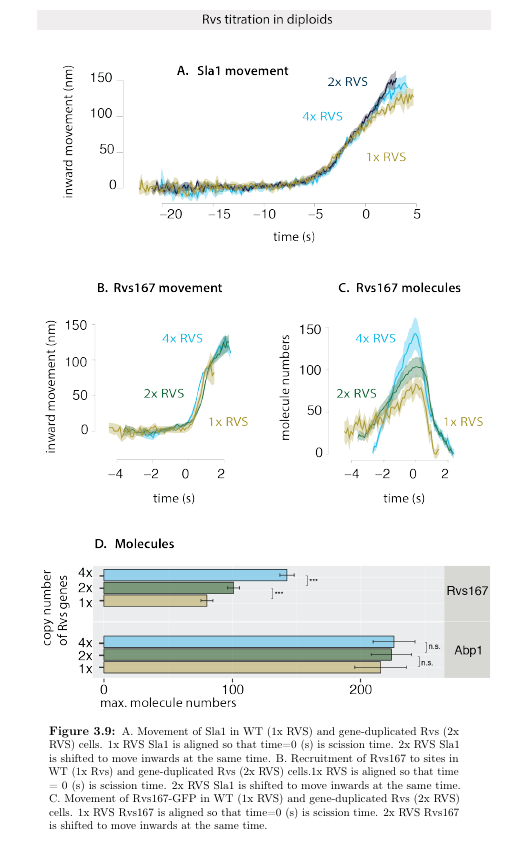 Rvs titration in diploids
A. Sla1 movement
inward movement (nm)
150
100
50
0
2x RVS
4x RVS
1x RVS
−20 −15 −10 −5 0 5
time (s)
B. Rvs167 movement
inward movement (nm)
150
100
50
0
4x RVS
2x RVS
1x RVS
−4 −2 0 2
time (s)
C. Rvs167 molecules
molecule numbers
150
100
50
0
4x RVS
2x RVS
1x RVS
−4 −2 0 2
time (s)
D. Molecules
copy number
of Rvs genes
4x
2x
1x
***
***
Rvs167
4x
2x
1x
n.s.
n.s.
Abp1
0 100 200
max. molecule numbers
Figure 3.9: A. Movement of Sla1 in WT (1x RVS) and gene-duplicated Rvs (2x
RVS) cells. 1x RVS Sla1 is aligned so that time=0 (s) is scission time. 2x RVS Sla1
is shifted to move inwards at the same time. B. Recruitment of Rvs167 to sites in
WT (1x Rvs) and gene-duplicated Rvs (2x RVS) cells.1x RVS is aligned so that time
= 0 (s) is scission time. 2x RVS Sla1 is shifted to move inwards at the same time.
C. Movement of Rvs167-GFP in WT (1x RVS) and gene-duplicated Rvs (2x RVS)
cells. 1x RVS Rvs167 is aligned so that time=0 (s) is scission time. 2x RVS Rvs167
is shifted to move inwards at the same time.